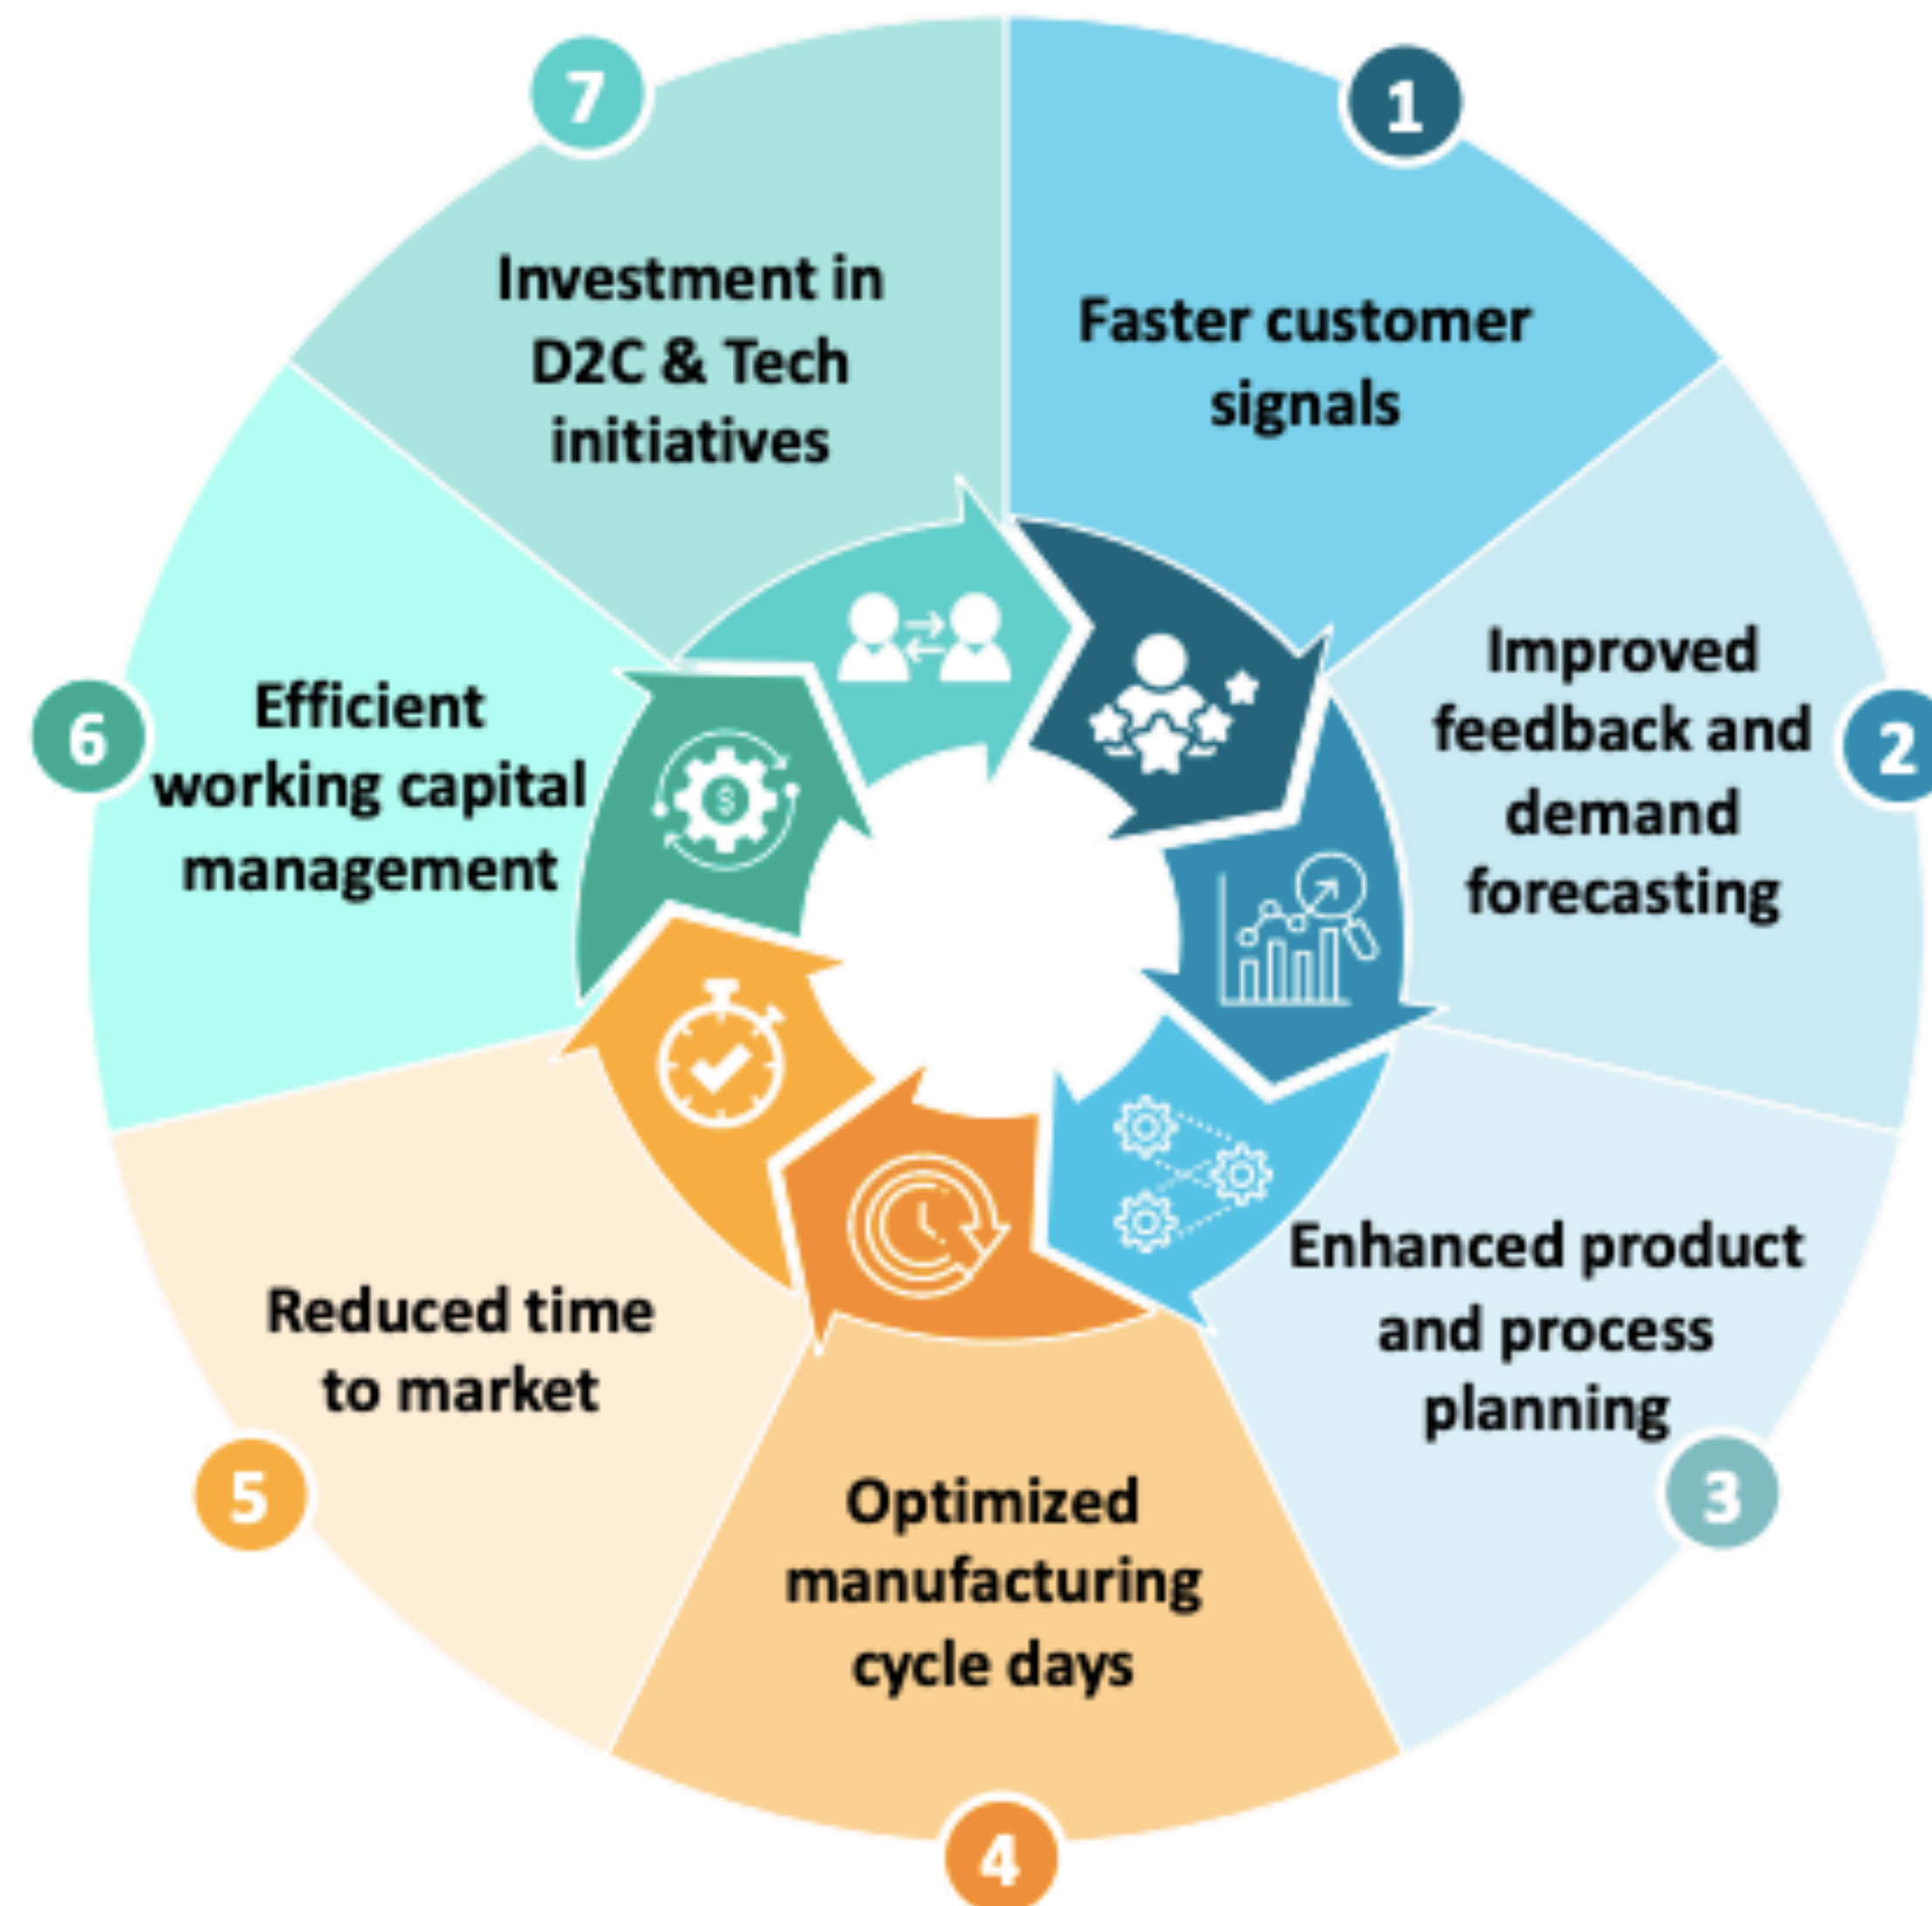 1
Faster customer
signals
2
Improved
feedback and
demand
forecasting
3
Enhanced product
and process
planning
4
Optimized
manufacturing
cycle days
5
Reduced time
to market
6
Efficient
working capital
management
$
7
Investment in
D2C & Tech
initiatives